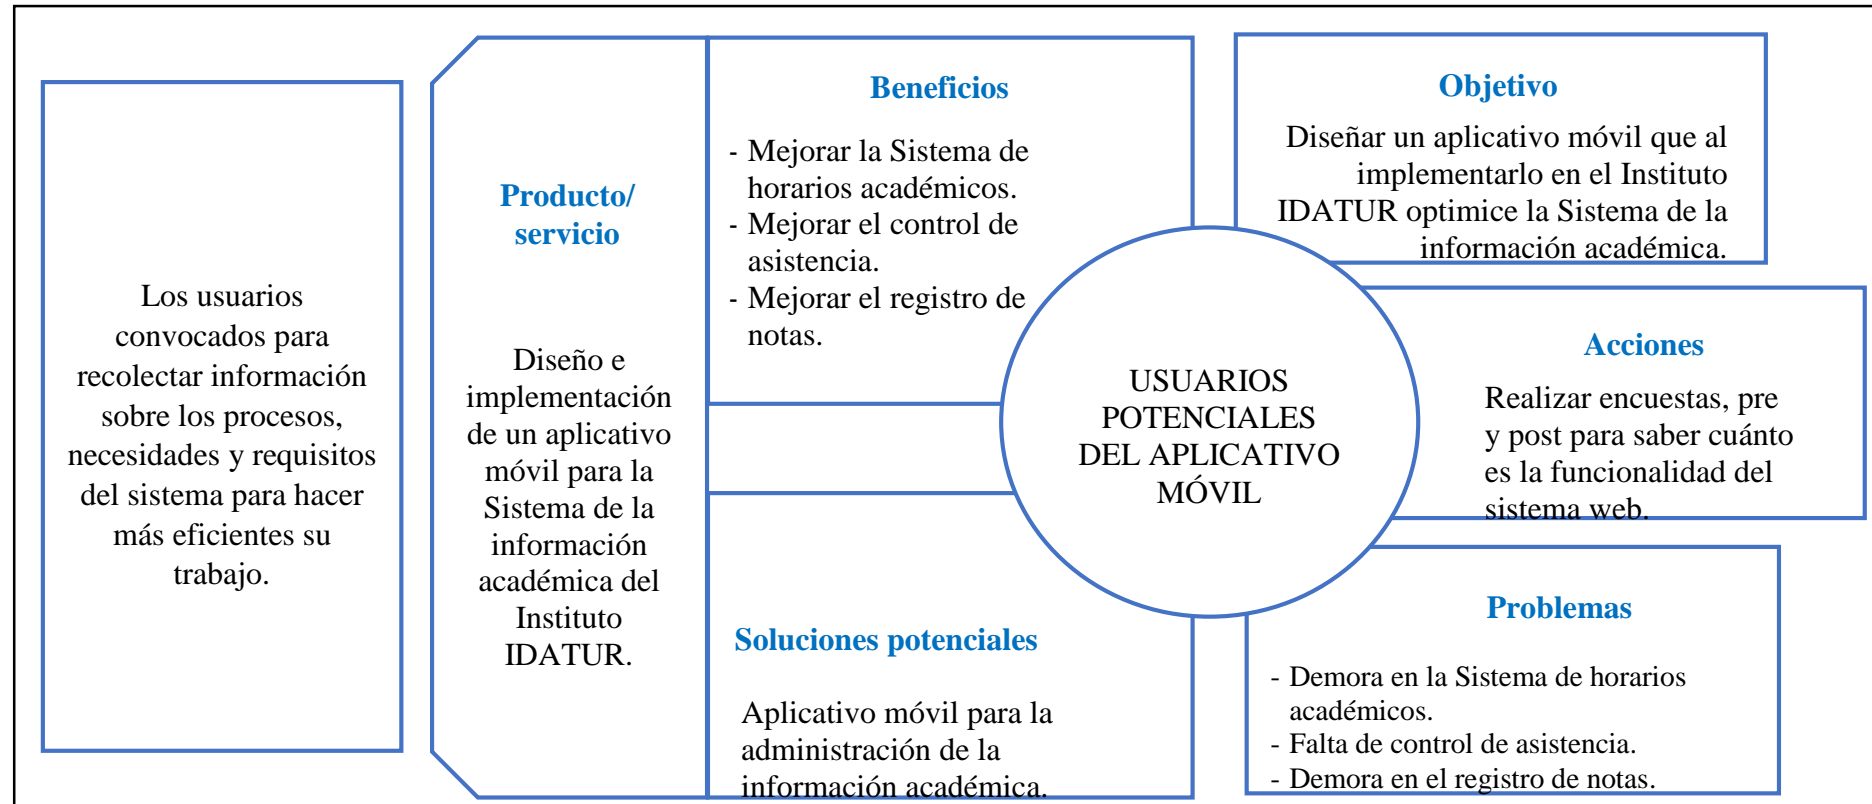 Los usuarios
convocados para
recolectar información
sobre los procesos,
necesidades y requisitos
del sistema para hacer
más eficientes su
trabajo.
Producto/
servicio
Diseño e
implementación
de un aplicativo
móvil para la
Sistema de la
información
académica del
Instituto
IDATUR.
Beneficios
- Mejorar la Sistema de
horarios académicos.
- Mejorar el control de
asistencia.
- Mejorar el registro de
notas.
Soluciones potenciales
Aplicativo móvil para la
administración de la
información académica.
USUARIOS
POTENCIALES
DEL APLICATIVO
MÓVIL
Objetivo
Diseñar un aplicativo móvil que al
implementarlo en el Instituto
IDATUR optimice la Sistema de la
información académica.
Acciones
Realizar encuestas, pre
y post para saber cuánto
es la funcionalidad del
sistema web.
Problemas
- Demora en la Sistema de horarios
académicos.
- Falta de control de asistencia.
- Demora en el registro de notas.